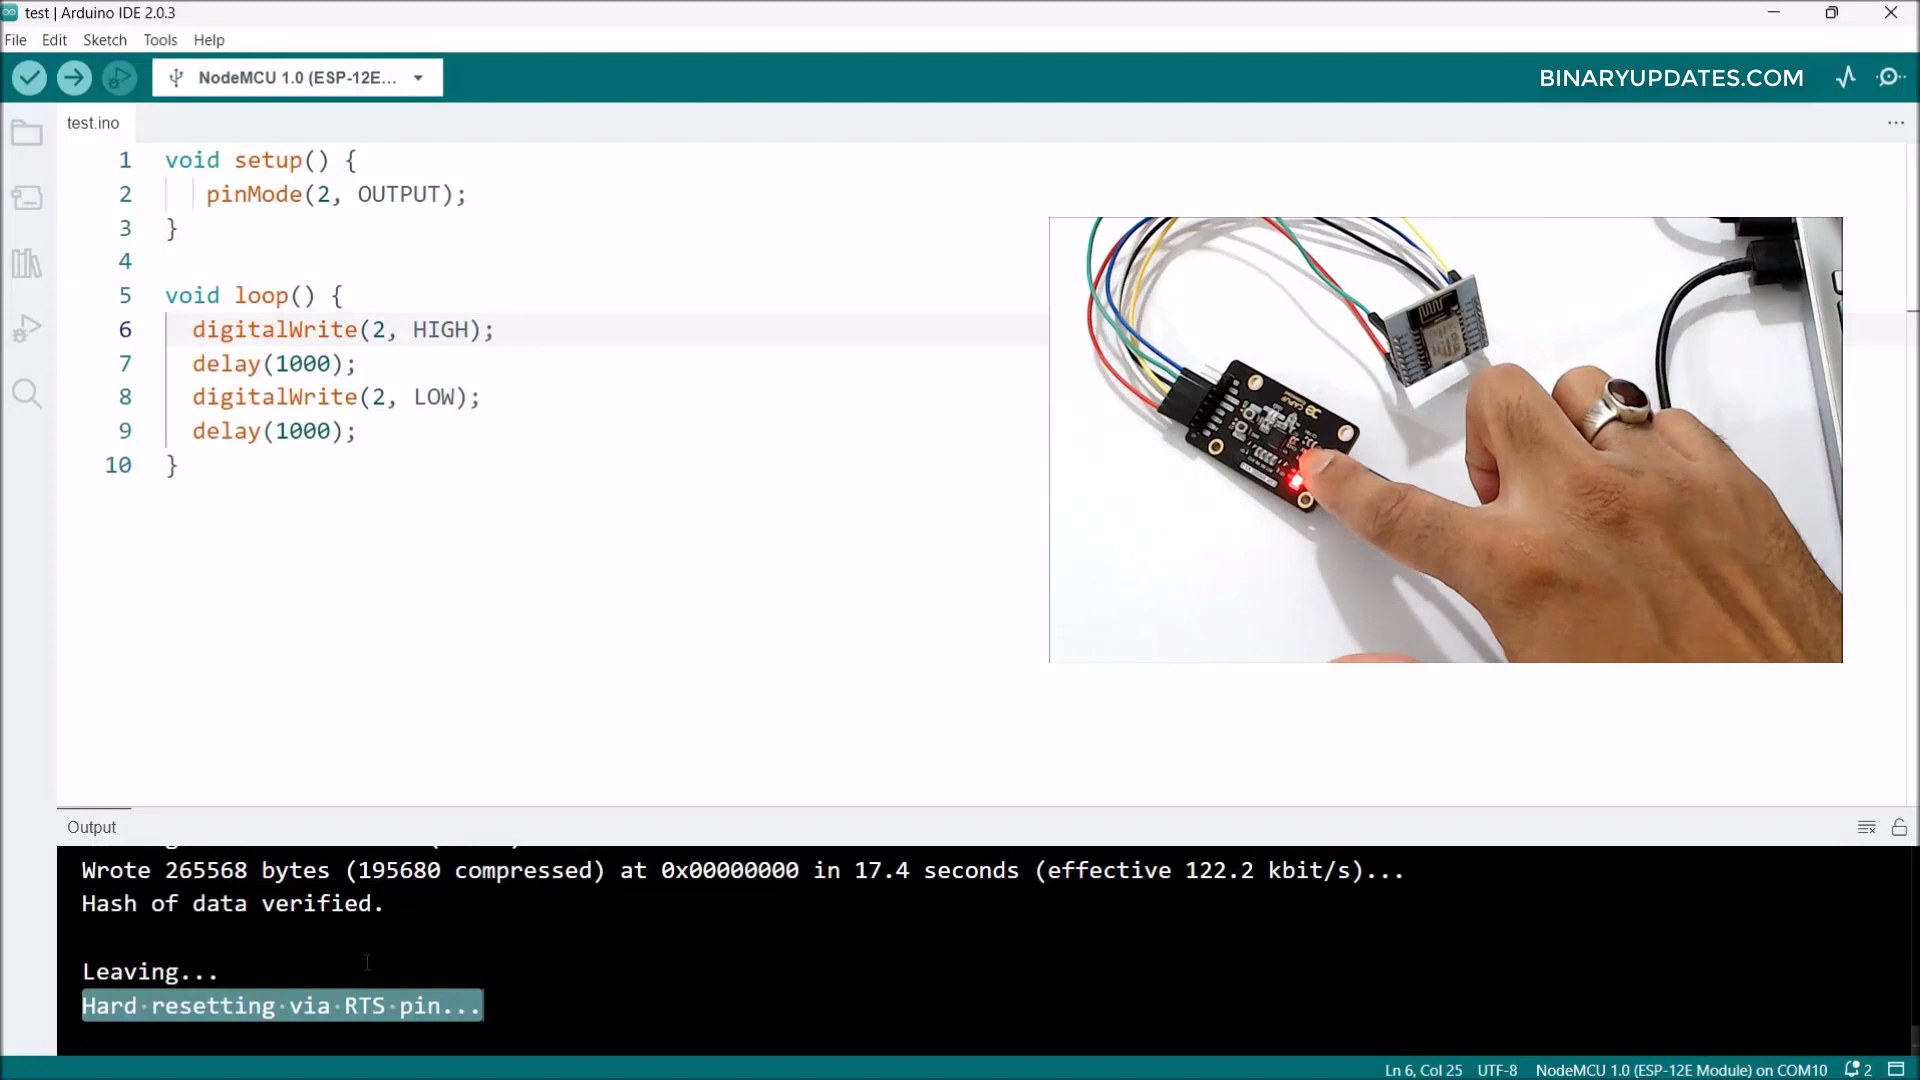 test | Arduino IDE 2.0.3
File Edit Sketch Tools Help
NodeMCU 1.0 (ESP-12E...
BINARYUPDATES.COM
test.ino
1 void setup() {
2 pinMode(2, OUTPUT);
3 }
4
5 void loop() {
6 digitalWrite(2, HIGH);
7 delay(1000);
8 digitalWrite(2, LOW);
9 delay(1000);
10 }
Output
Wrote 265568 bytes (195680 compressed) at 0x00000000 in 17.4 seconds (effective 122.2 kbit/s)...
Hash of data verified.
Leaving...
Hard resetting via RTS pin...
Ln 6, Col 25 UTF-8 NodeMCU 1.0 (ESP-12E Module) on COM10 2